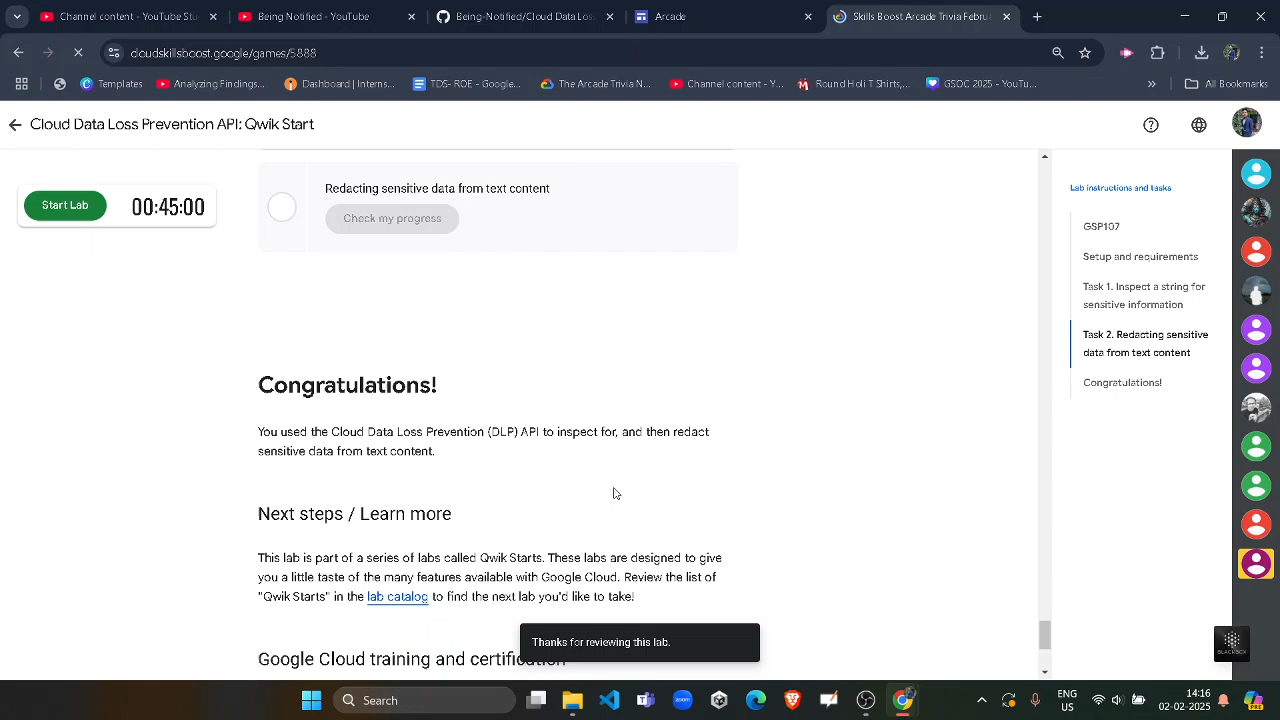 Channel content - YouTube Stu
Being Notified - YouTube
Being-Notified/Cloud Data Loss
Arcade
Skills Boost Arcade Trivia Februa
cloudskillsboost.google/games/5888
Templates
Analyzing Findings...
Dashboard | Interns...
TDS- ROE - Google...
The Arcade Trivia N...
Channel content - Y...
Round Holi T Shirts,...
GSOC 2025 - YouTu...
All Bookmarks
Cloud Data Loss Prevention API: Qwik Start
Start Lab
00:45:00
Redacting sensitive data from text content
Check my progress
Congratulations!
You used the Cloud Data Loss Prevention (DLP) API to inspect for, and then redact
sensitive data from text content.
Next steps / Learn more
This lab is part of a series of labs called Qwik Starts. These labs are designed to give
you a little taste of the many features available with Google Cloud. Review the list of
"Qwik Starts" in the lab catalog to find the next lab you'd like to take!
Thanks for reviewing this lab.
Google Cloud training and certification
Lab instructions and tasks
GSP107
Setup and requirements
Task 1. Inspect a string for
sensitive information
Task 2. Redacting sensitive
data from text content
Congratulations!
BLACKBOX
Search
zoom
ENG
US
14:16
02-02-2025
PRE